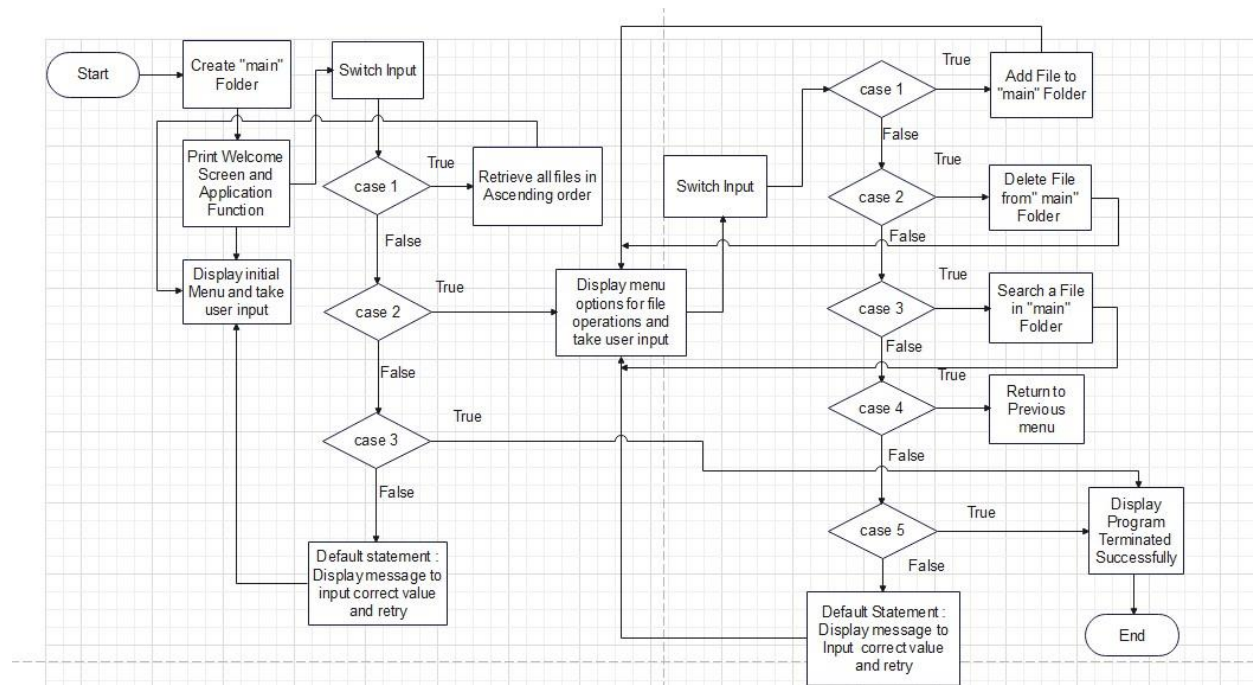 Start
Create "main"
Folder
Print Welcome
Screen and
Application
Function
Display initial
Menu and take
user input
Switch Input
case 1
True
Retrieve all files in
Ascending order
False
case 2
True
False
case 3
True
False
Default statement :
Display message to
input correct value
and retry
Display menu
options for file
operations and
take user input
Switch Input
case 1
True
Add File to
"main" Folder
False
case 2
True
Delete File
from" main"
Folder
False
case 3
True
Search a File
in "main"
Folder
False
case 4
True
Return to
Previous
menu
False
case 5
True
Display
Program
Terminated
Successfully
False
Default Statement :
Display message to
Input correct value
and retry
End